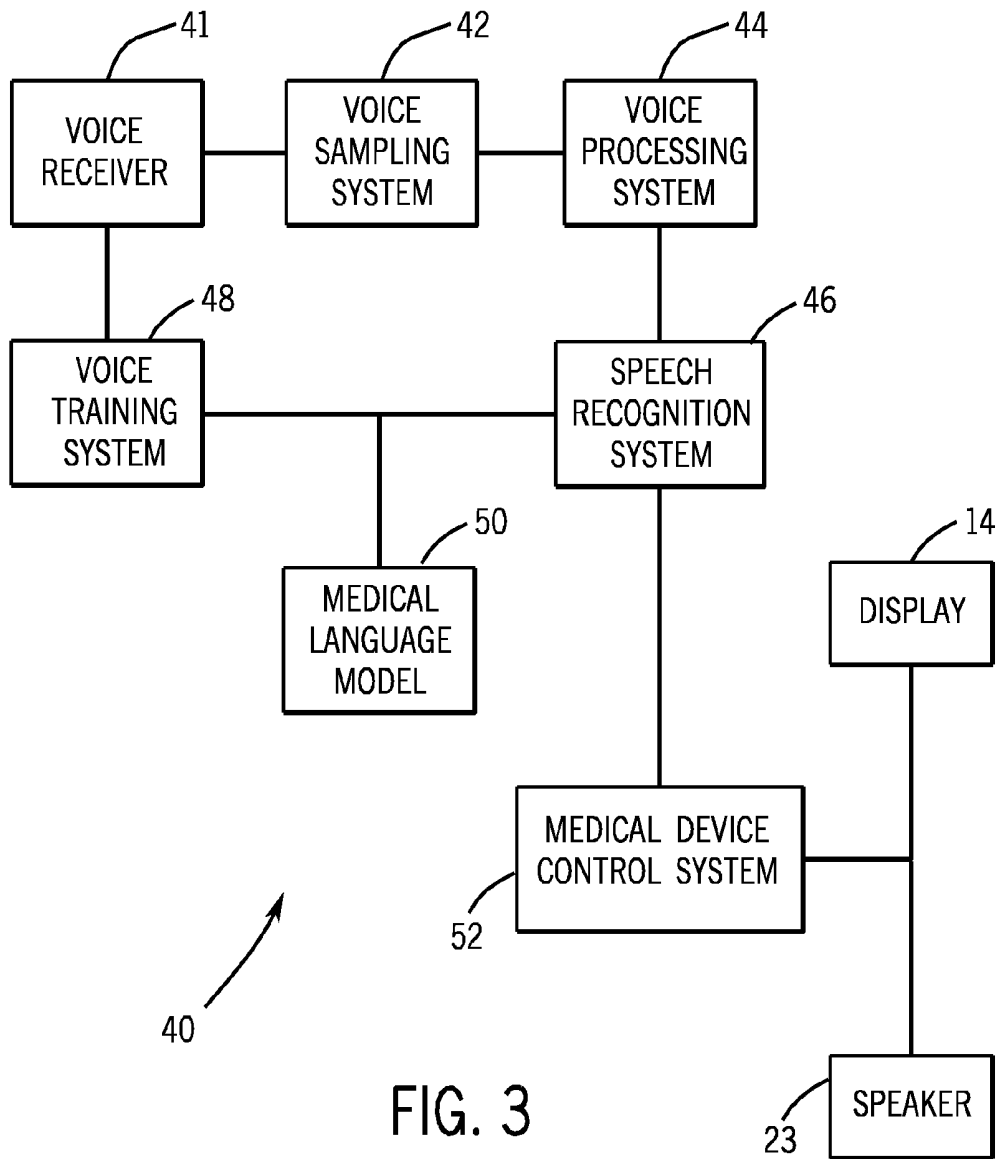 41
42
44
VOICE
RECEIVER
VOICE
SAMPLING
SYSTEM
VOICE
PROCESSING
SYSTEM
48
46
VOICE
TRAINING
SYSTEM
SPEECH
RECOGNITION
SYSTEM
50
MEDICAL
LANGUAGE
MODEL
14
DISPLAY
MEDICAL DEVICE
CONTROL SYSTEM
52
40
SPEAKER
23
FIG. 3